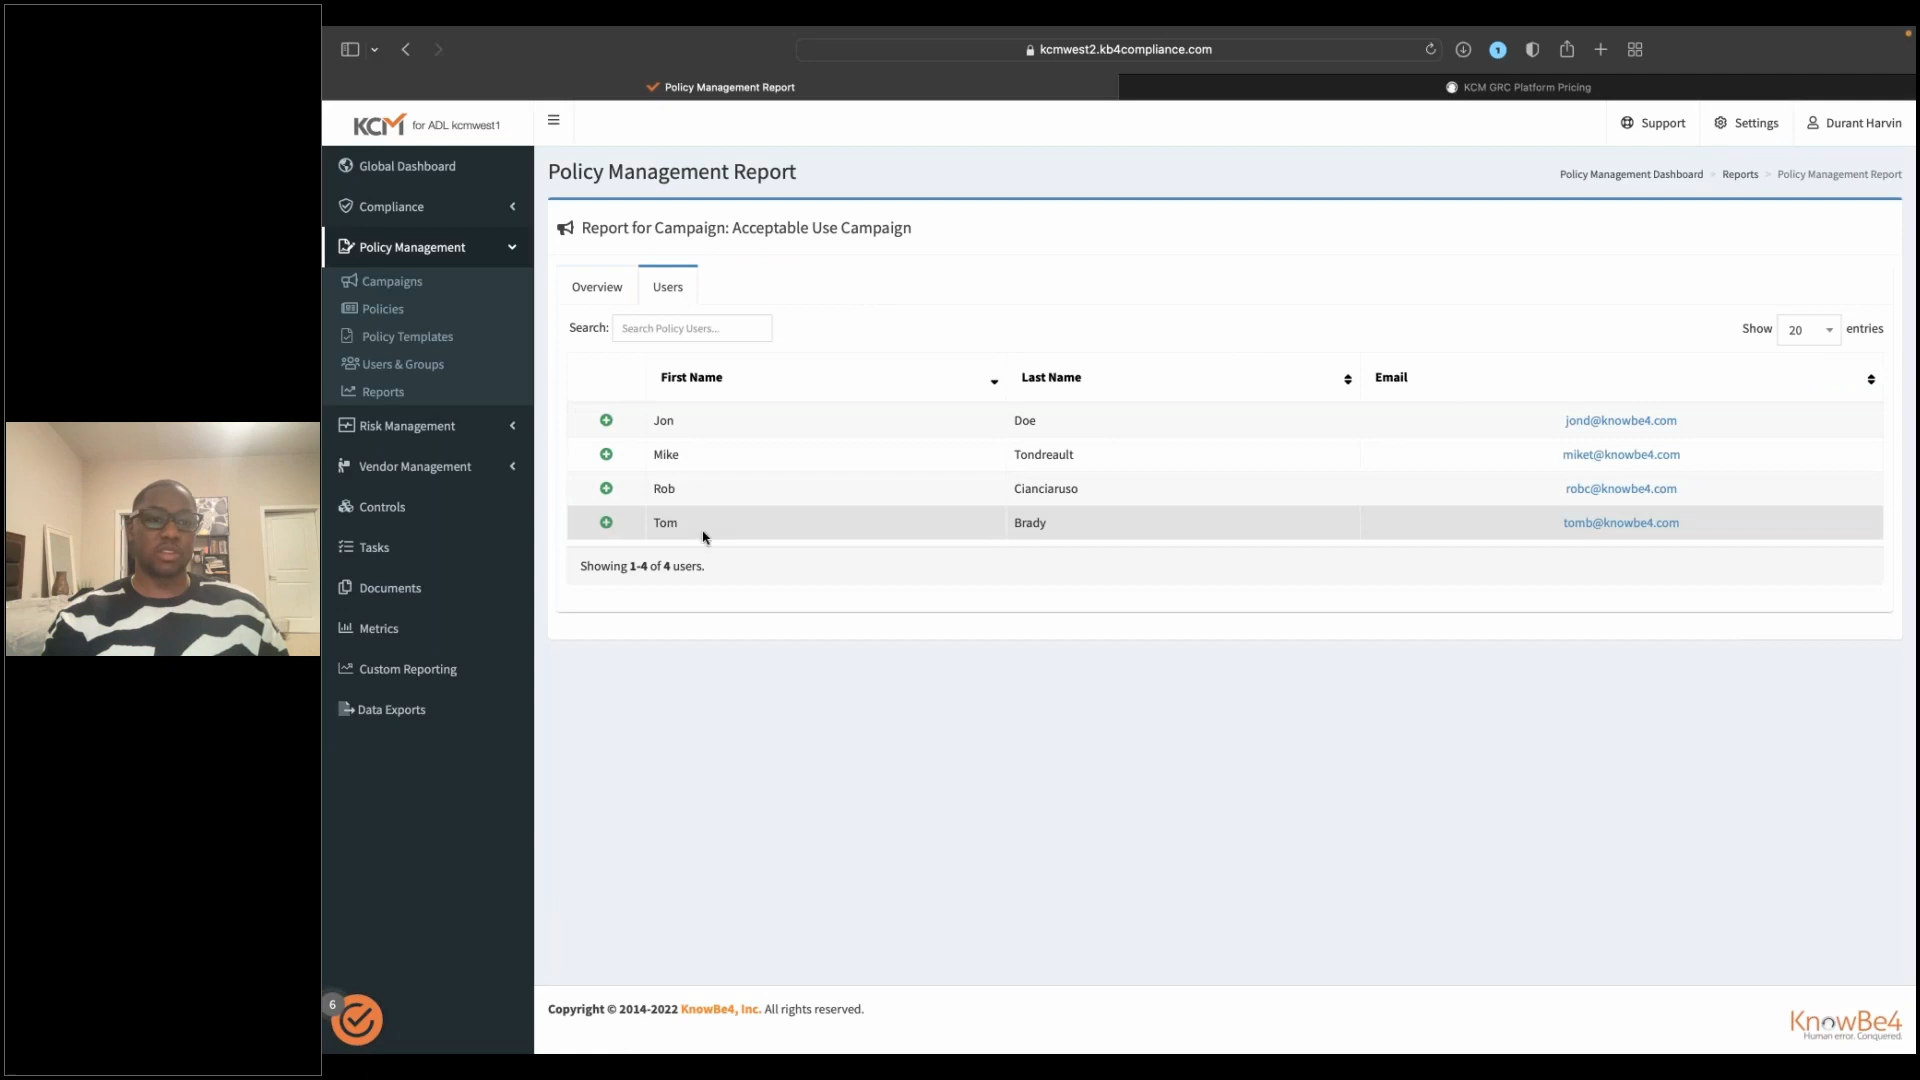 kcmwest2.kb4compliance.com
1
Policy Management Report
KCM GRC Platform Pricing
KCM for ADL kcmwest1
Support
Settings
Durant Harvin
Global Dashboard
Compliance
Policy Management
Campaigns
Policies
Policy Templates
Users & Groups
Reports
Risk Management
Vendor Management
Controls
Tasks
Documents
Metrics
Custom Reporting
Data Exports
6
Policy Management Report
Policy Management Dashboard > Reports > Policy Management Report
Report for Campaign: Acceptable Use Campaign
Overview Users
Search: Search Policy Users...
Show 20 entries
First Name Last Name Email
Jon Doe jond@knowbe4.com
Mike Tondreault miket@knowbe4.com
Rob Cianciaruso robc@knowbe4.com
Tom Brady tomb@knowbe4.com
Showing 1-4 of 4 users.
Copyright © 2014-2022 KnowBe4, Inc. All rights reserved.
KnowBe4
Human error. Conquered.